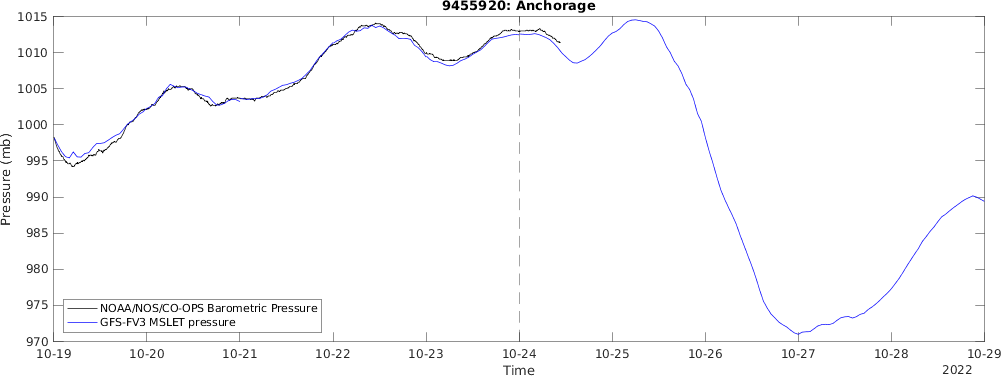 9455920: Anchorage
1015
1010
1005
1000
995
990
985
980
975
970
Pressure (mb)
NOAA/NOS/CO-OPS Barometric Pressure
GFS-FV3 MSLET pressure
10-19 10-20 10-21 10-22 10-23 10-24 10-25 10-26 10-27 10-28 10-29
Time
2022